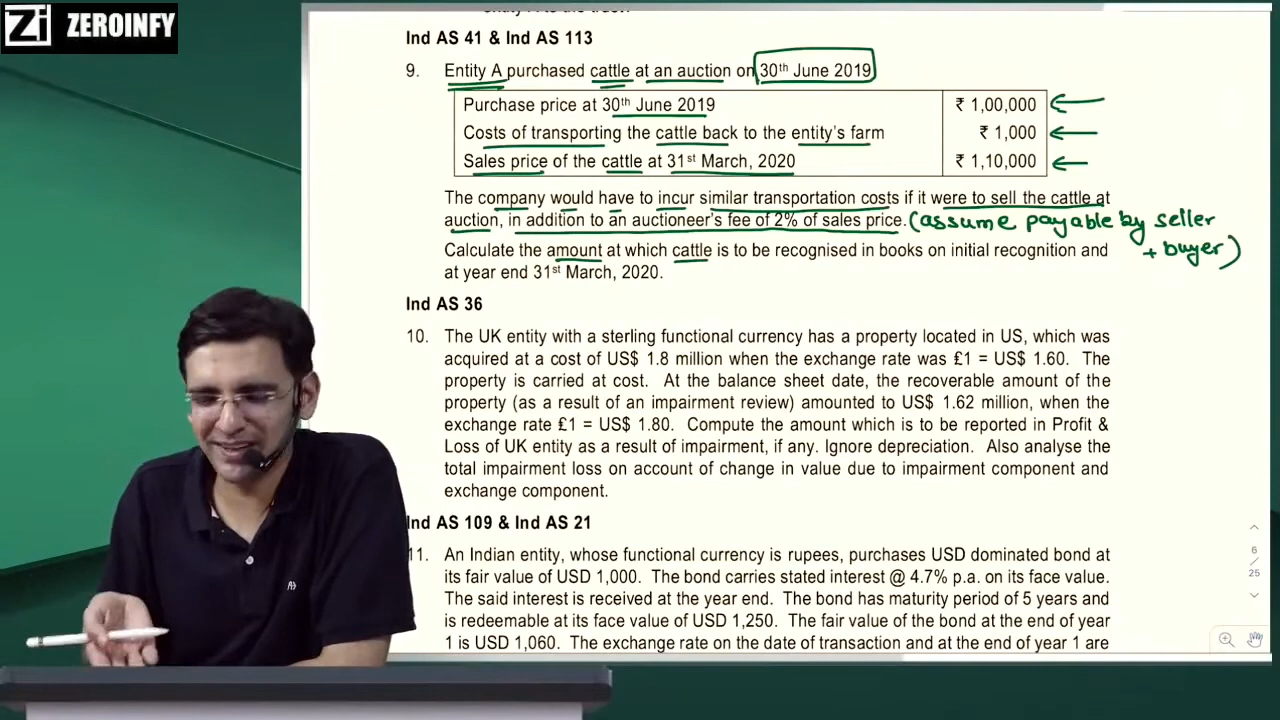 Zi ZEROINFY
Ind AS 41 & Ind AS 113
9. Entity A purchased cattle at an auction on 30th June 2019
Purchase price at 30th June 2019 ₹ 1,00,000
Costs of transporting the cattle back to the entity's farm ₹ 1,000
Sales price of the cattle at 31st March, 2020 ₹ 1,10,000
The company would have to incur similar transportation costs if it were to sell the cattle at
auction, in addition to an auctioneer's fee of 2% of sales price. (assume payable by seller
+ buyer)
Calculate the amount at which cattle is to be recognised in books on initial recognition and
at year end 31st March, 2020.
Ind AS 36
10. The UK entity with a sterling functional currency has a property located in US, which was
acquired at a cost of US$ 1.8 million when the exchange rate was £1 = US$ 1.60. The
property is carried at cost. At the balance sheet date, the recoverable amount of the
property (as a result of an impairment review) amounted to US$ 1.62 million, when the
exchange rate £1 = US$ 1.80. Compute the amount which is to be reported in Profit &
Loss of UK entity as a result of impairment, if any. Ignore depreciation. Also analyse the
total impairment loss on account of change in value due to impairment component and
exchange component.
Ind AS 109 & Ind AS 21
11. An Indian entity, whose functional currency is rupees, purchases USD dominated bond at
its fair value of USD 1,000. The bond carries stated interest @ 4.7% p.a. on its face value.
The said interest is received at the year end. The bond has maturity period of 5 years and
is redeemable at its face value of USD 1,250. The fair value of the bond at the end of year
1 is USD 1,060. The exchange rate on the date of transaction and at the end of year 1 are
6
/
25